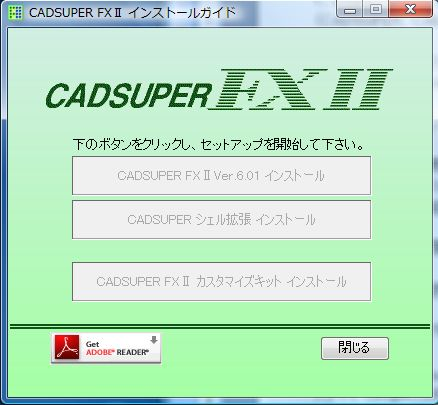 CADSUPER FXⅡ インストールガイド
CADSUPER FX II
下のボタンをクリックし、セットアップを開始して下さい。
CADSUPER FXⅡ Ver.6.01 インストール
CADSUPER シェル拡張 インストール
CADSUPER FXⅡ カスタマイズキット インストール
Get
ADOBE® READER®
閉じる